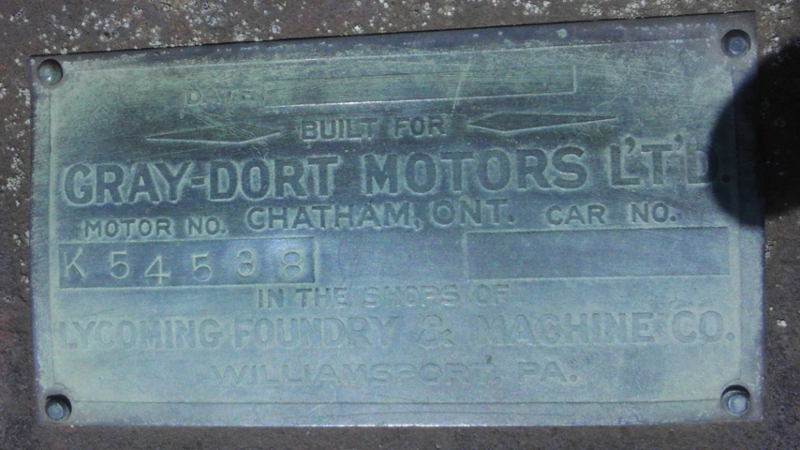 DATE
BUILT FOR
GRAY-DORT MOTORS L'T'D.
MOTOR NO. CHATHAM, ONT. CAR NO.
K 54538
IN THE SHOPS OF
LYCOMING FOUNDRY & MACHINE CO.
WILLIAMSPORT, PA.